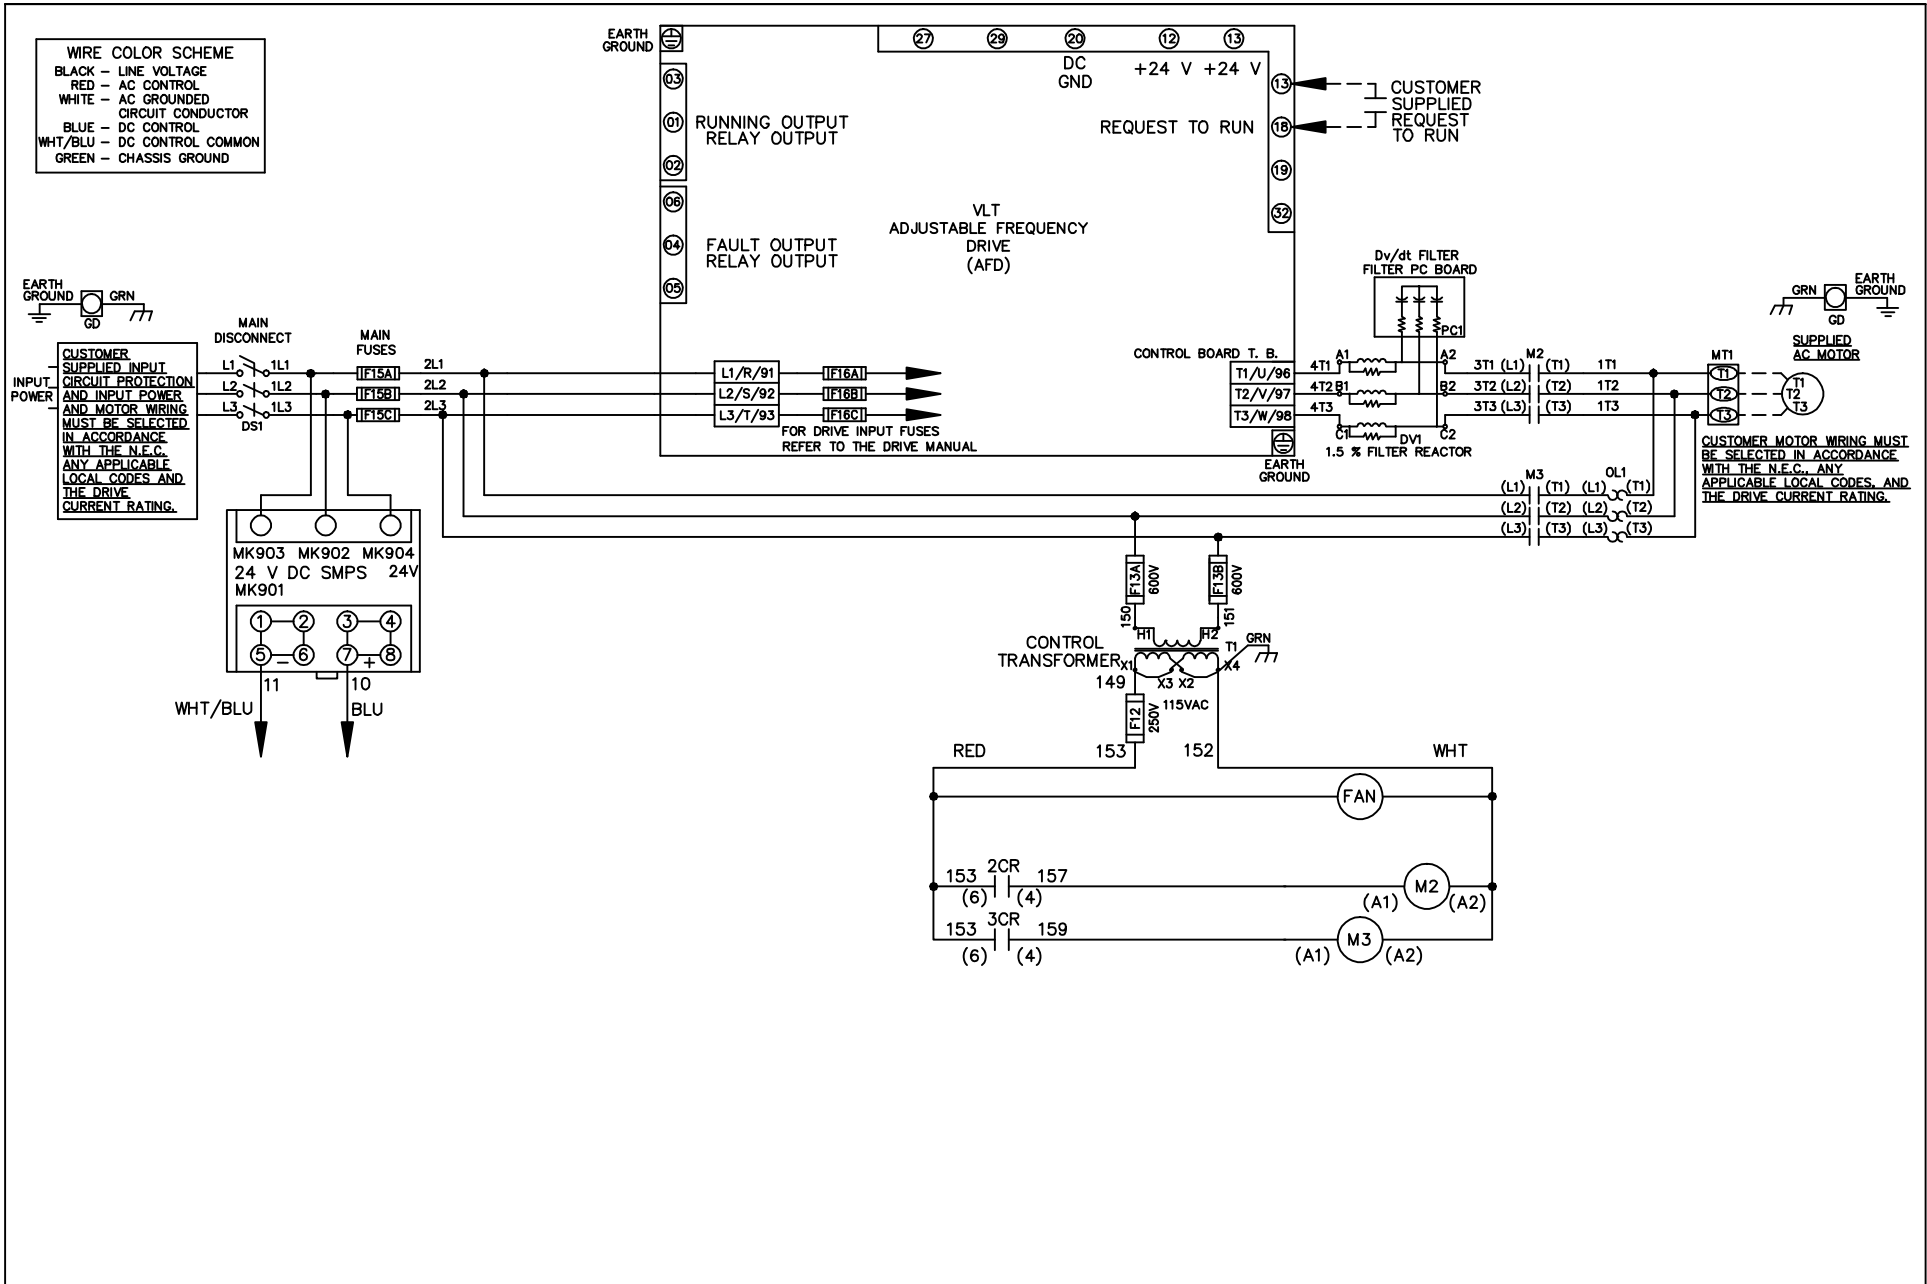 WIRE COLOR SCHEME
BLACK – LINE VOLTAGE
RED – AC CONTROL
WHITE – AC GROUNDED
CIRCUIT CONDUCTOR
BLUE – DC CONTROL
WHT/BLU – DC CONTROL COMMON
GREEN – CHASSIS GROUND
EARTH
GROUND
03
01
02
RUNNING OUTPUT
RELAY OUTPUT
06
04
05
FAULT OUTPUT
RELAY OUTPUT
27 29 20 12 13
DC
GND
+24 V +24 V
13
18
19
32
REQUEST TO RUN
CUSTOMER
SUPPLIED
REQUEST
TO RUN
VLT
ADJUSTABLE FREQUENCY
DRIVE
(AFD)
Dv/dt FILTER
FILTER PC BOARD
PC1
EARTH
GROUND
GRN
GD
INPUT
POWER
CUSTOMER
SUPPLIED INPUT
CIRCUIT PROTECTION
AND INPUT POWER
AND MOTOR WIRING
MUST BE SELECTED
IN ACCORDANCE
WITH THE N.E.C.
ANY APPLICABLE
LOCAL CODES AND
THE DRIVE
CURRENT RATING.
MAIN
DISCONNECT
L1 1L1
L2 1L2
L3 1L3
DS1
MAIN
FUSES
F15A 2L1
F15B 2L2
F15C 2L3
L1/R/91 F16A
L2/S/92 F16B
L3/T/93 F16C
FOR DRIVE INPUT FUSES
REFER TO THE DRIVE MANUAL
CONTROL BOARD T. B.
T1/U/96 4T1 A1 A2 3T1 (L1) M2 (T1) 1T1
T2/V/97 4T2 B1 B2 3T2 (L2) (T2) 1T2
T3/W/98 4T3 C1 C2 3T3 (L3) (T3) 1T3
DV1
1.5 % FILTER REACTOR
EARTH
GROUND
GRN
EARTH
GROUND
GD
SUPPLIED
AC MOTOR
MT1
T1
T2
T3
T1
T2
T3
CUSTOMER MOTOR WIRING MUST
BE SELECTED IN ACCORDANCE
WITH THE N.E.C., ANY
APPLICABLE LOCAL CODES, AND
THE DRIVE CURRENT RATING.
M3 OL1
(L1) (T1) (L1) (T1)
(L2) (T2) (L2) (T2)
(L3) (T3) (L3) (T3)
MK903 MK902 MK904
24 V DC SMPS 24V
MK901
1 2 3 4
5 – 6 7 + 8
11 10
WHT/BLU BLU
F13A 600V F13B 600V
150 151
H1 H2
CONTROL
TRANSFORMER
T1 GRN
X1 X3 X2 X4
149
F12 250V
115VAC
RED 153 152 WHT
FAN
153 2CR 157
(6) (4)
(A1) M2 (A2)
153 3CR 159
(6) (4)
(A1) M3 (A2)